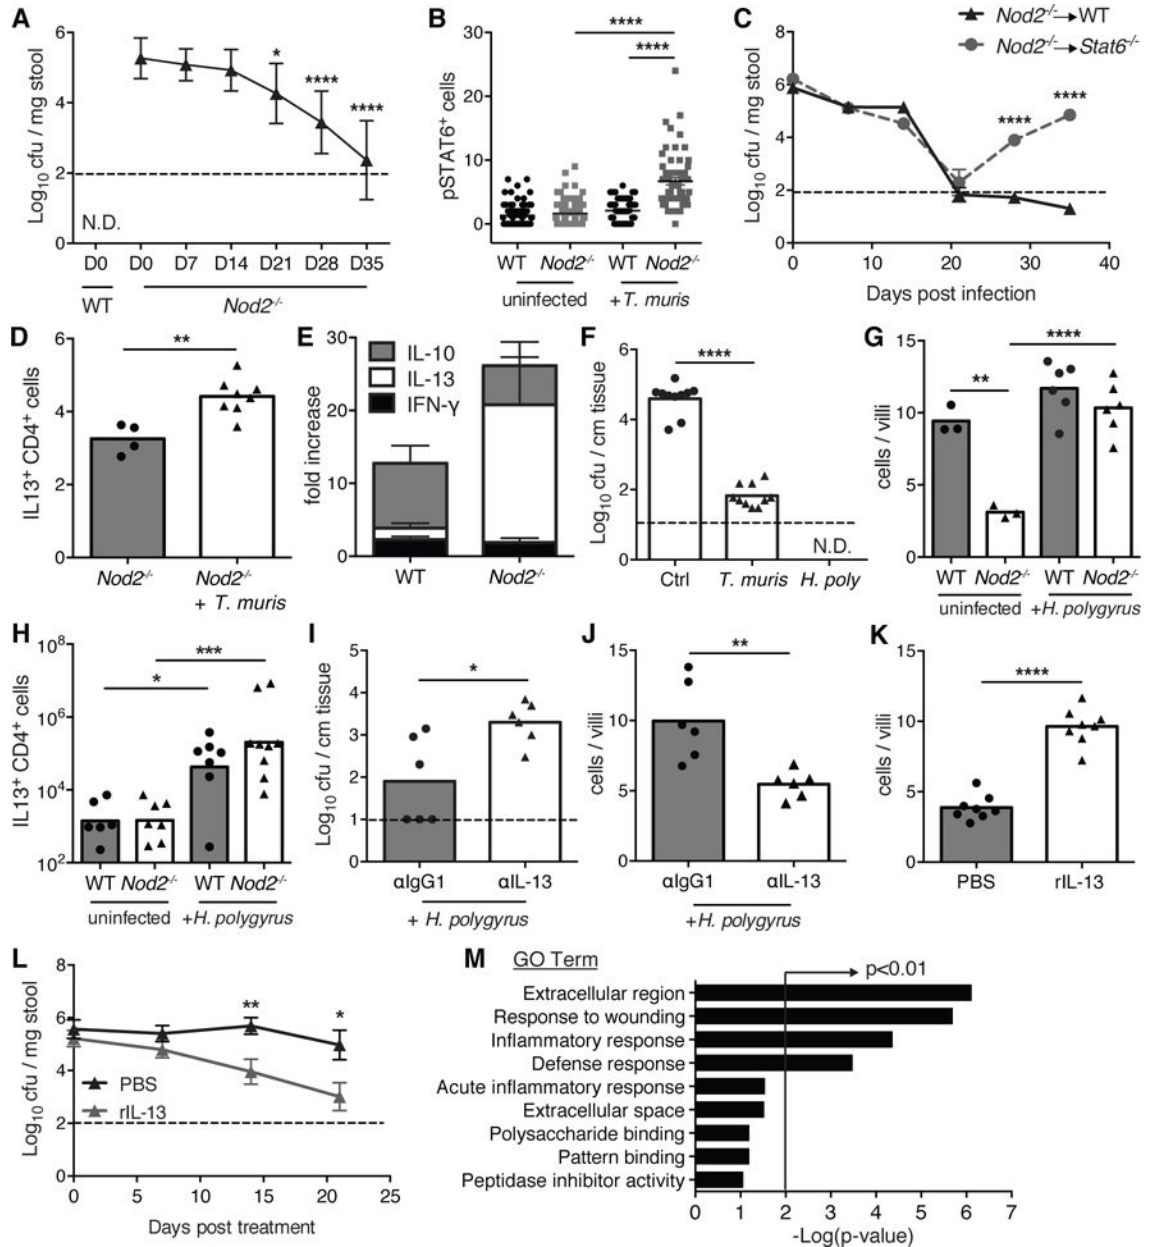 A
Log10 cfu / mg stool
6
4
2
0
N.D.
*
****
****
D0 D0 D7 D14 D21 D28 D35
WT Nod2-/-
B
pSTAT6+ cells
30
20
10
0
****
****
WT Nod2-/- WT Nod2-/-
uninfected +T. muris
C
Nod2-/-→WT
Nod2-/-→Stat6-/-
Log10 cfu / mg stool
8
6
4
2
0
****
****
0 10 20 30 40
Days post infection
D
IL13+ CD4+ cells
6
4
2
0
**
Nod2-/- Nod2-/-
+ T. muris
E
fold increase
30
20
10
0
IL-10
IL-13
IFN-γ
WT Nod2-/-
F
Log10 cfu / cm tissue
6
4
2
0
****
N.D.
Ctrl T. muris H. poly
G
cells / villi
15
10
5
0
**
****
WT Nod2-/- WT Nod2-/-
uninfected +H. polygyrus
H
IL13+ CD4+ cells
10^8
10^6
10^4
10^2
***
*
WT Nod2-/- WT Nod2-/-
uninfected +H. polygyrus
I
Log10 cfu / cm tissue
5
4
3
2
1
0
*
αIgG1 αIL-13
+ H. polygyrus
J
cells / villi
15
10
5
0
**
αIgG1 αIL-13
+H. polygyrus
K
cells / villi
15
10
5
0
****
PBS rIL-13
L
Log10 cfu / mg stool
8
6
4
2
0
**
*
PBS
rIL-13
0 5 10 15 20 25
Days post treatment
M
GO Term
p<0.01
Extracellular region
Response to wounding
Inflammatory response
Defense response
Acute inflammatory response
Extracellular space
Polysaccharide binding
Pattern binding
Peptidase inhibitor activity
0 1 2 3 4 5 6 7
-Log(p-value)